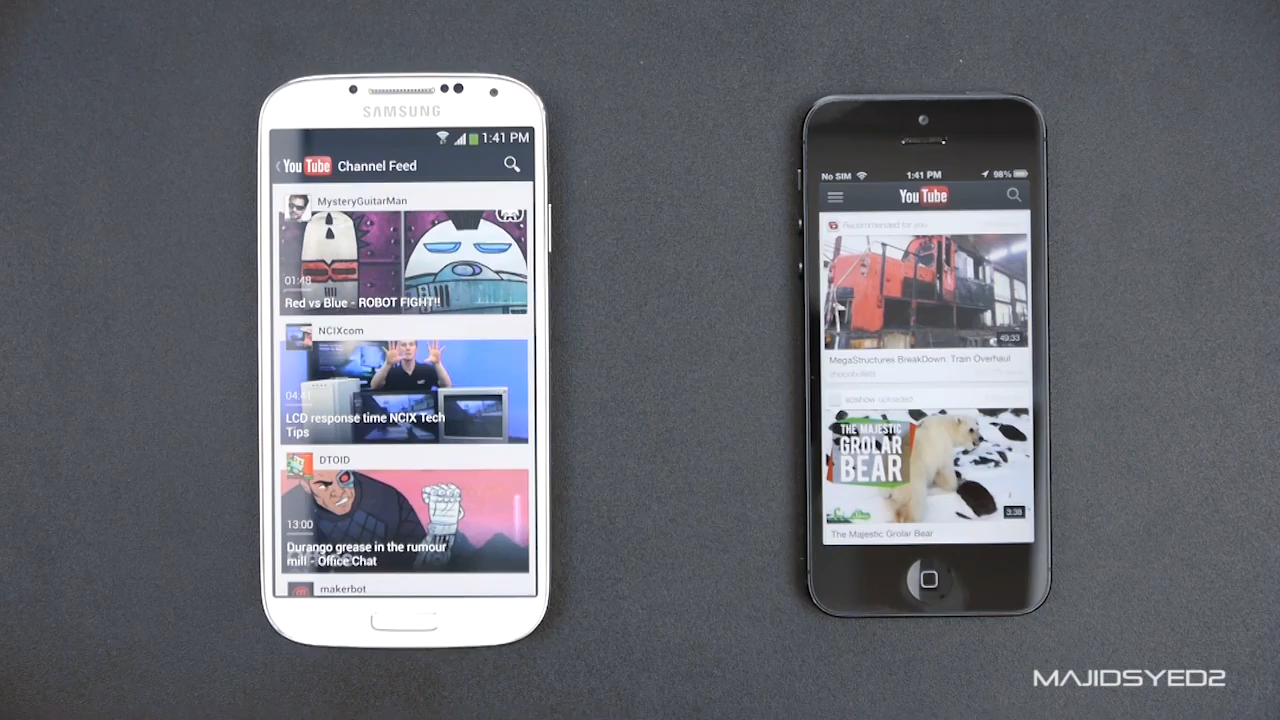 SAMSUNG
1:41 PM
YouTube Channel Feed
MysteryGuitarMan
01:48
Red vs Blue - ROBOT FIGHT!!
NCIXcom
04:41
LCD response time NCIX Tech
Tips
DTOID
13:00
Durango grease in the rumour
mill - Office Chat
makerbot
No SIM 1:41 PM 98%
YouTube
Recommended for you
49:33
MegaStructures BreakDown: Train Overhaul
scishow uploaded
THE MAJESTIC
GROLAR
BEAR
3:38
The Majestic Grolar Bear
MAJIDSYED2